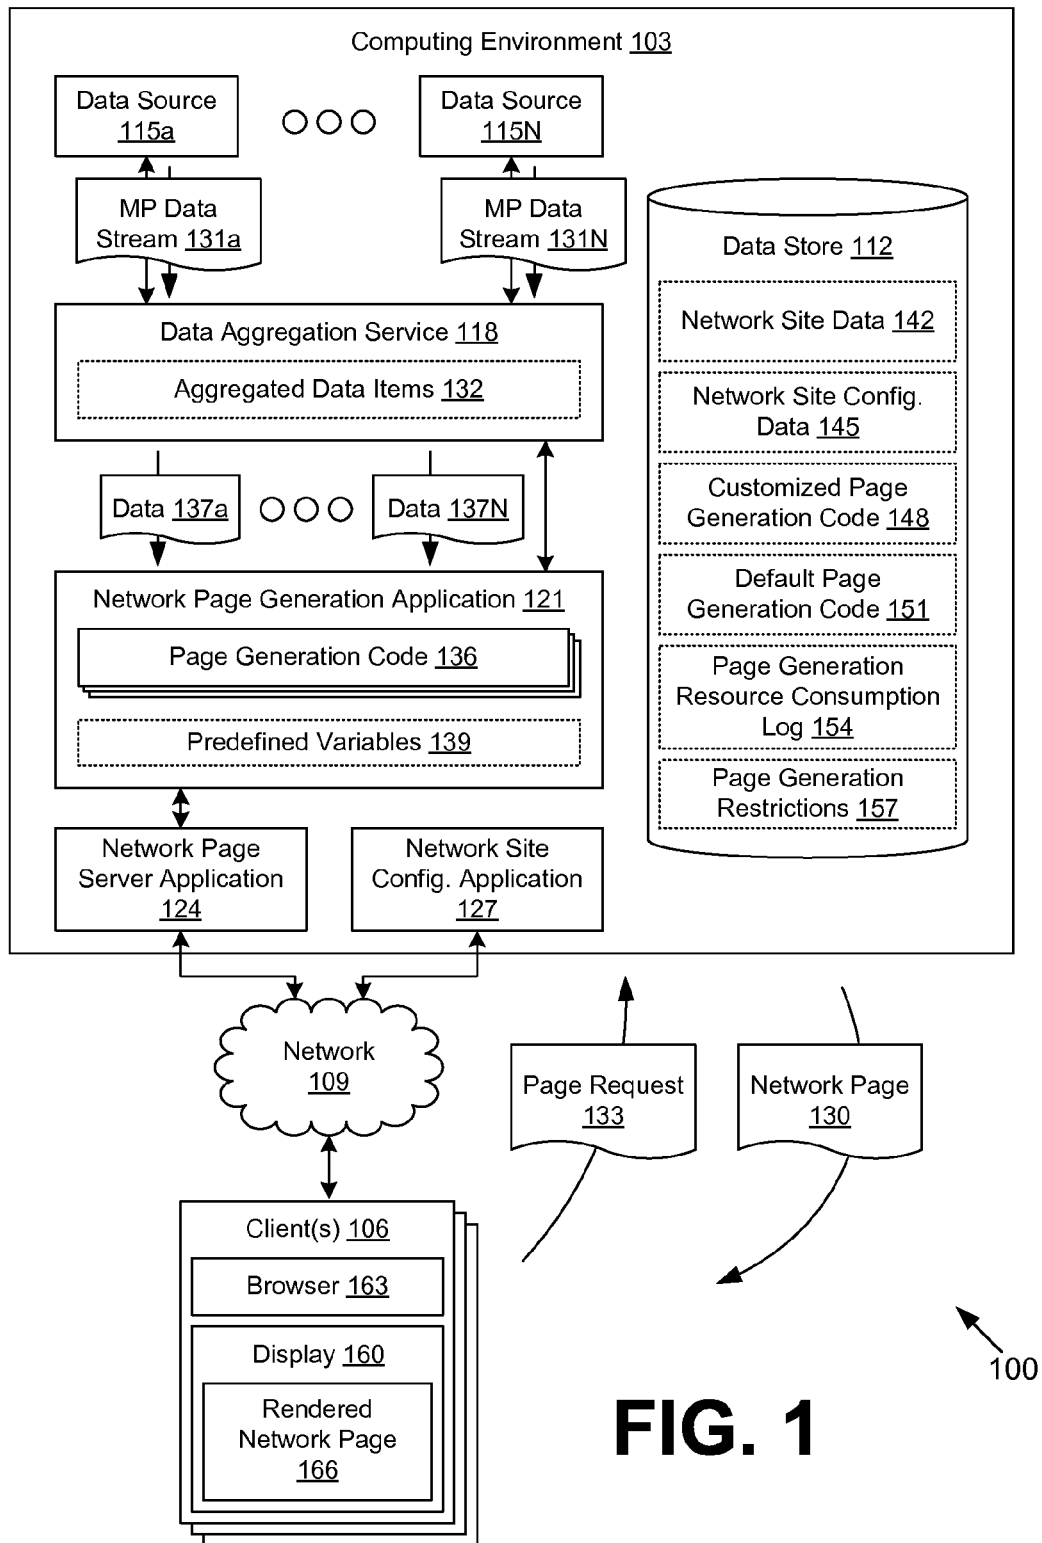 Computing Environment 103
Data Source
115a
Data Source
115N
MP Data
Stream 131a
MP Data
Stream 131N
Data Aggregation Service 118
Aggregated Data Items 132
Data 137a
Data 137N
Network Page Generation Application 121
Page Generation Code 136
Predefined Variables 139
Network Page
Server Application
124
Network Site
Config. Application
127
Data Store 112
Network Site Data 142
Network Site Config.
Data 145
Customized Page
Generation Code 148
Default Page
Generation Code 151
Page Generation
Resource Consumption
Log 154
Page Generation
Restrictions 157
Network
109
Page Request
133
Network Page
130
Client(s) 106
Browser 163
Display 160
Rendered
Network Page
166
100
FIG. 1